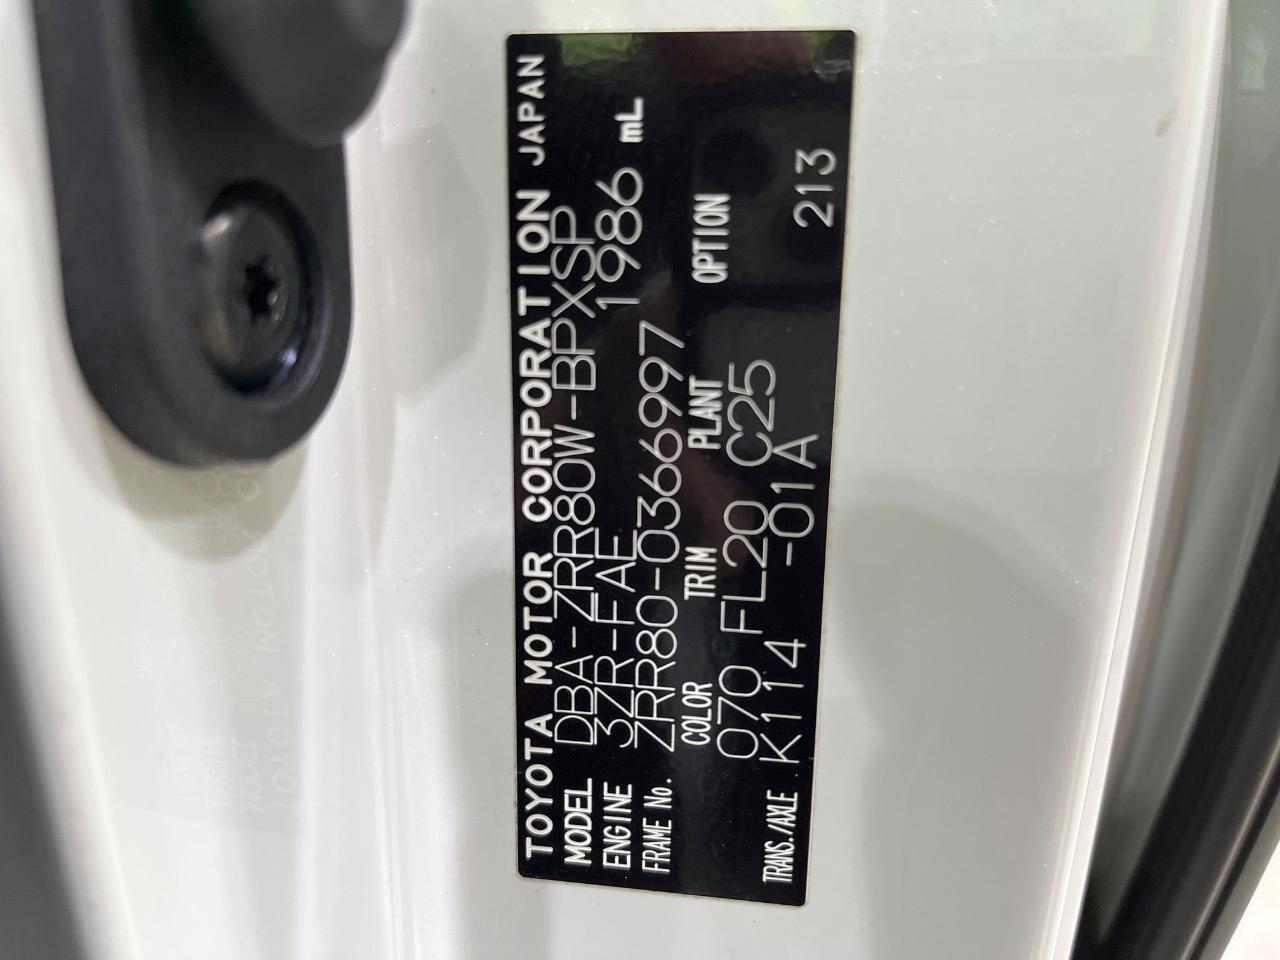 TOYOTA MOTOR CORPORATION JAPAN
MODEL DBA-ZRR80W-BPXSP
ENGINE 3ZR-FAE 1986 mL
FRAME No. ZRR80-0366997
COLOR TRIM PLANT OPTION
070 FL20 C25
TRANS./AXLE K114 -01A 213